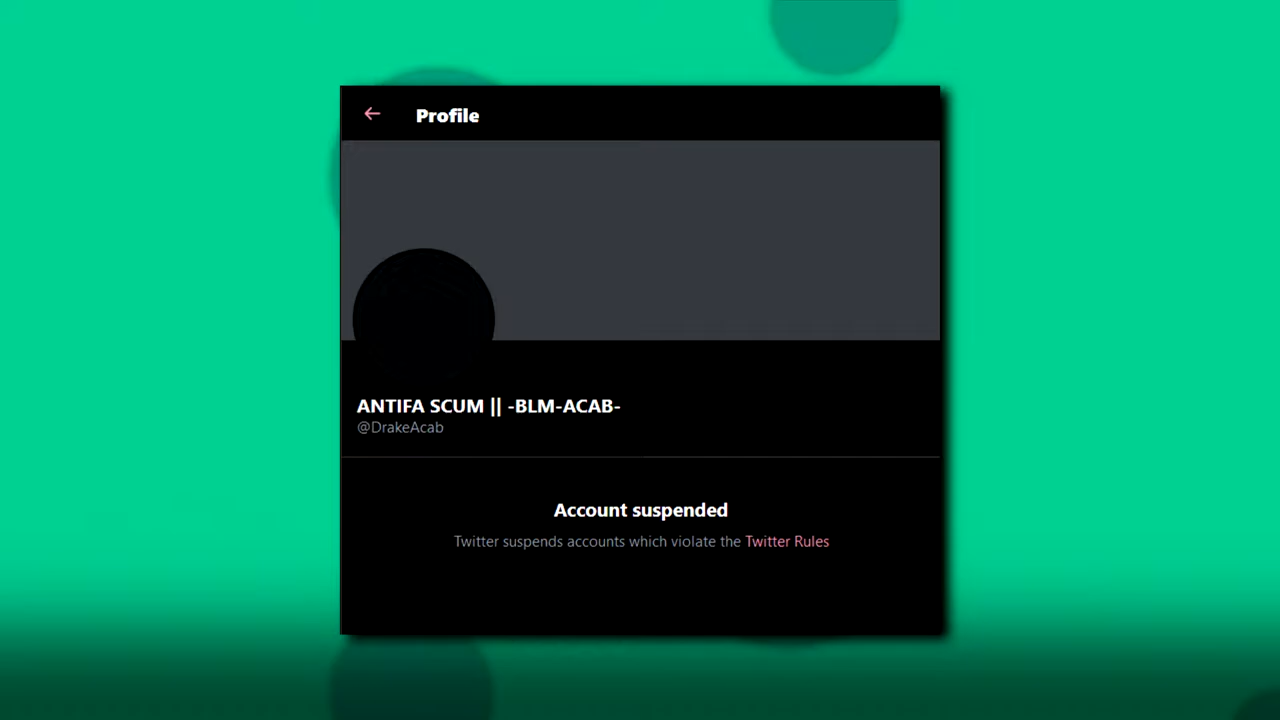 Profile
ANTIFA SCUM || -BLM-ACAB-
@DrakeAcab
Account suspended
Twitter suspends accounts which violate the Twitter Rules